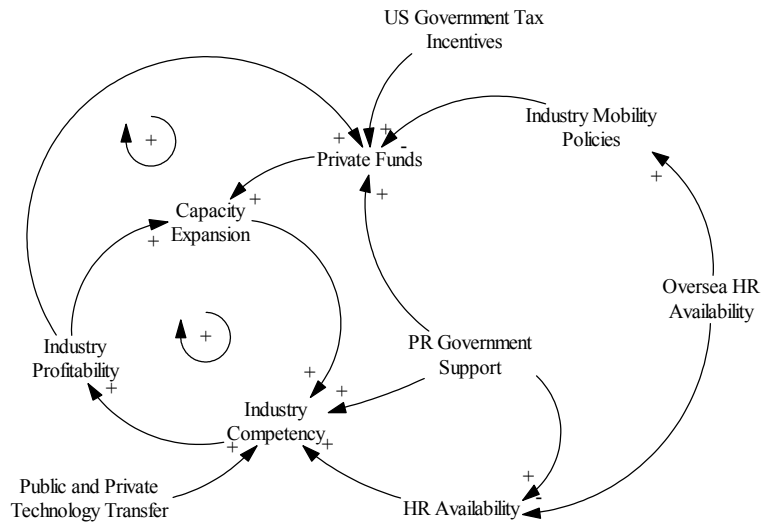 US Government Tax
Incentives
Industry Mobility
Policies
+
+
+
-
Private Funds
+
+
+
Capacity
Expansion
+
+
Oversea HR
Availability
+
Industry
Profitability
+
PR Government
Support
+
+
Industry
Competency
+
+
Public and Private
Technology Transfer
+
-
HR Availability